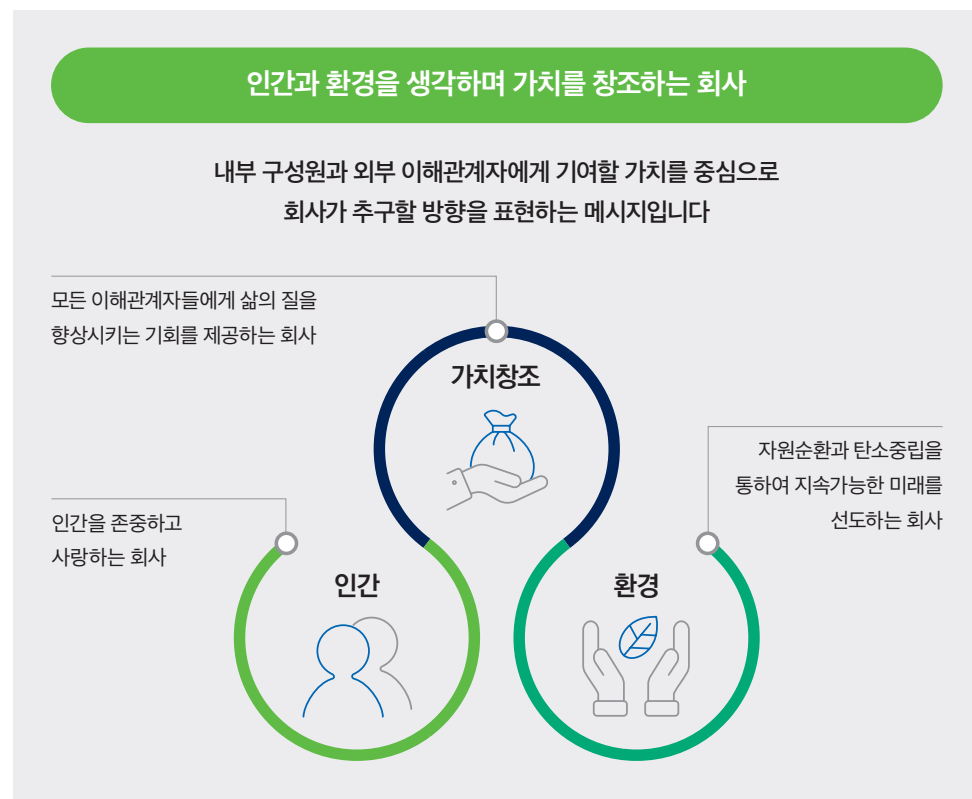 인간과 환경을 생각하며 가치를 창조하는 회사
내부 구성원과 외부 이해관계자에게 기여할 가치를 중심으로
회사가 추구할 방향을 표현하는 메시지입니다
모든 이해관계자들에게 삶의 질을
향상시키는 기회를 제공하는 회사
가치창조
자원순환과 탄소중립을
통하여 지속가능한 미래를
선도하는 회사
인간을 존중하고
사랑하는 회사
인간
환경